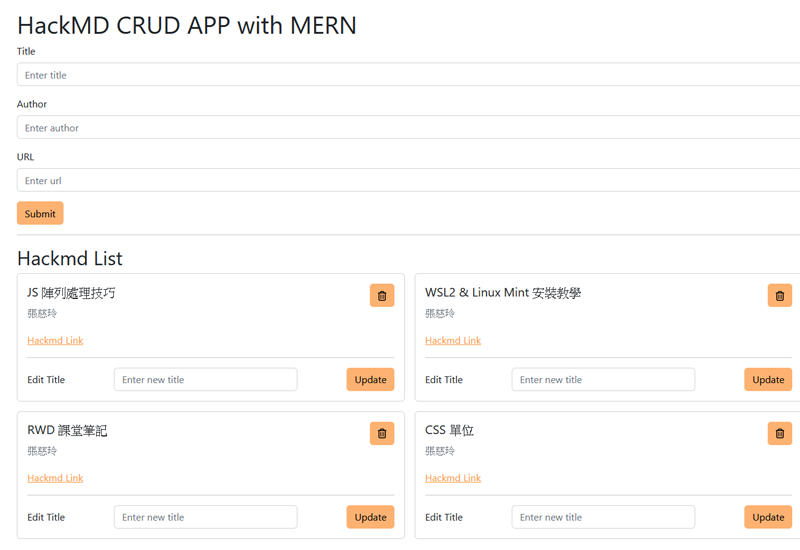 HackMD CRUD APP with MERN
Title
Enter title
Author
Enter author
URL
Enter url
Submit
Hackmd List
JS 陣列處理技巧
張慈玲
Hackmd Link
Edit Title Enter new title Update
WSL2 & Linux Mint 安裝教學
張慈玲
Hackmd Link
Edit Title Enter new title Update
RWD 課堂筆記
張慈玲
Hackmd Link
Edit Title Enter new title Update
CSS 單位
張慈玲
Hackmd Link
Edit Title Enter new title Update